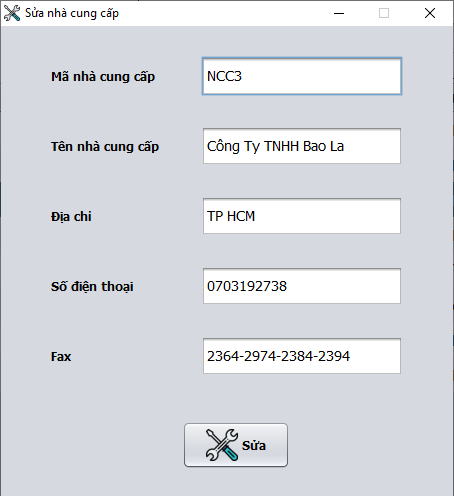 Sửa nhà cung cấp
Mã nhà cung cấp NCC3
Tên nhà cung cấp Công Ty TNHH Bao La
Địa chỉ TP HCM
Số điện thoại 0703192738
Fax 2364-2974-2384-2394
Sửa